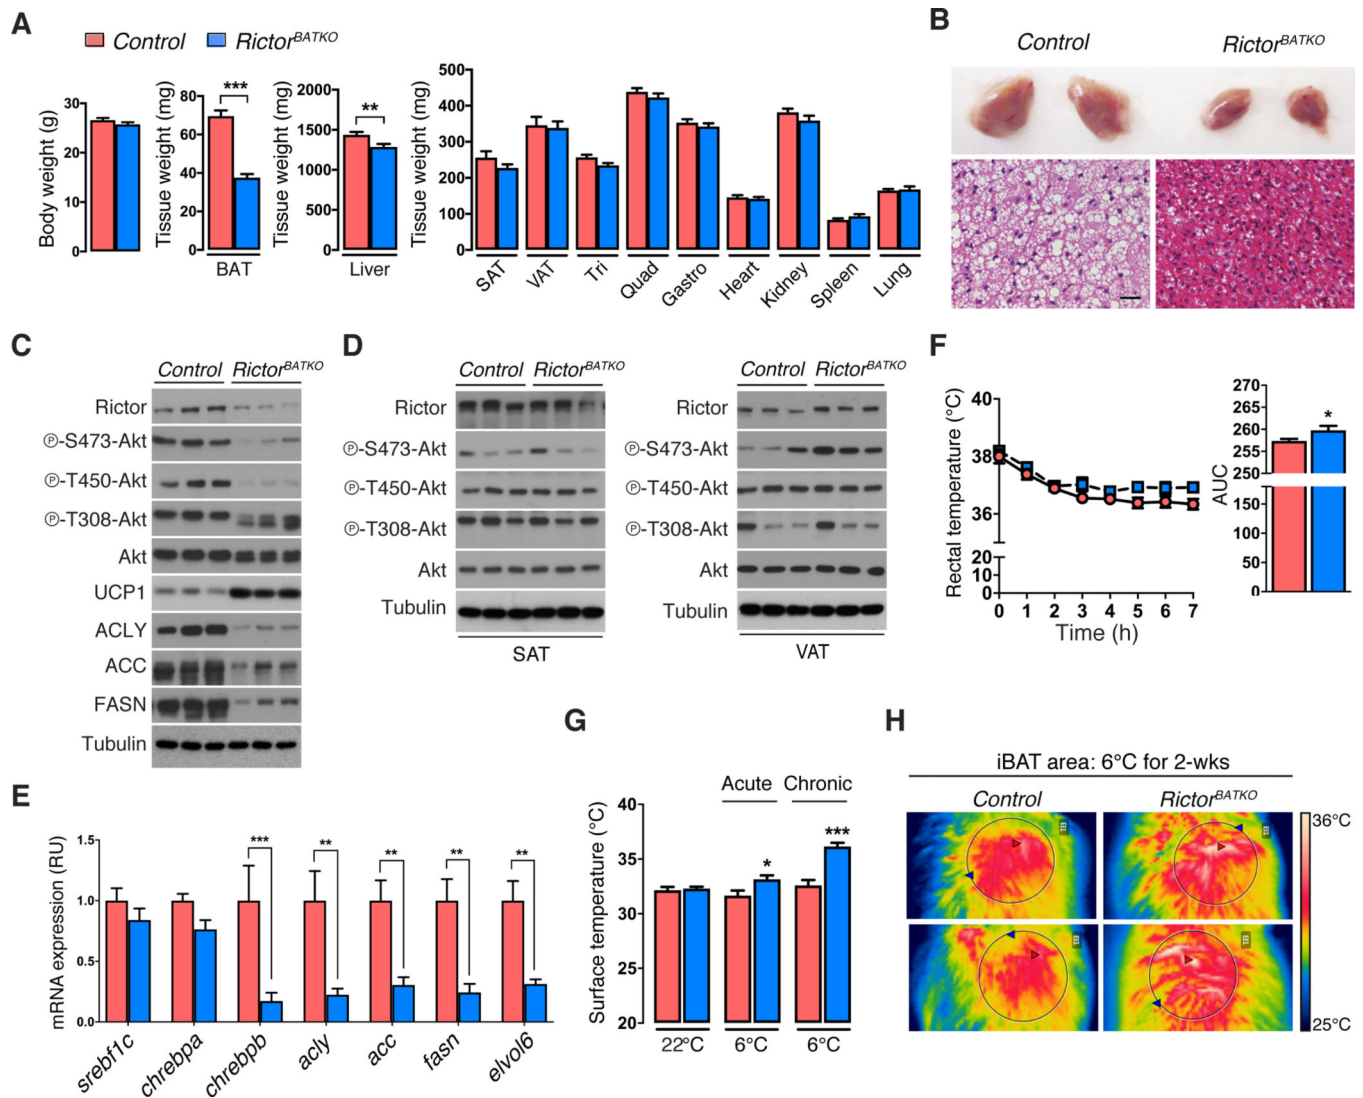 A
Control Rictor^BATKO
Body weight (g)
30
20
10
0
Tissue weight (mg)
80
60
40
20
0
***
BAT
Tissue weight (mg)
2000
1500
1000
500
0
**
Liver
Tissue weight (mg)
500
400
300
200
100
0
SAT
VAT
Tri
Quad
Gastro
Heart
Kidney
Spleen
Lung
B
Control Rictor^BATKO
C
Control Rictor^BATKO
Rictor
Ⓟ-S473-Akt
Ⓟ-T450-Akt
Ⓟ-T308-Akt
Akt
UCP1
ACLY
ACC
FASN
Tubulin
D
Control Rictor^BATKO
Rictor
Ⓟ-S473-Akt
Ⓟ-T450-Akt
Ⓟ-T308-Akt
Akt
Tubulin
SAT
Control Rictor^BATKO
Rictor
Ⓟ-S473-Akt
Ⓟ-T450-Akt
Ⓟ-T308-Akt
Akt
Tubulin
VAT
F
Rectal temperature (°C)
40
38
36
20
10
0
0 1 2 3 4 5 6 7
Time (h)
AUC
270
265
260
255
250
150
100
50
0
*
E
mRNA expression (RU)
1.5
1.0
0.5
0.0
*** ** ** ** **
srebf1c
chrebpa
chrebpb
acly
acc
fasn
elvol6
G
Acute Chronic
Surface temperature (°C)
40
35
30
25
20
* ***
22°C 6°C 6°C
H
iBAT area: 6°C for 2-wks
Control Rictor^BATKO
36°C
25°C